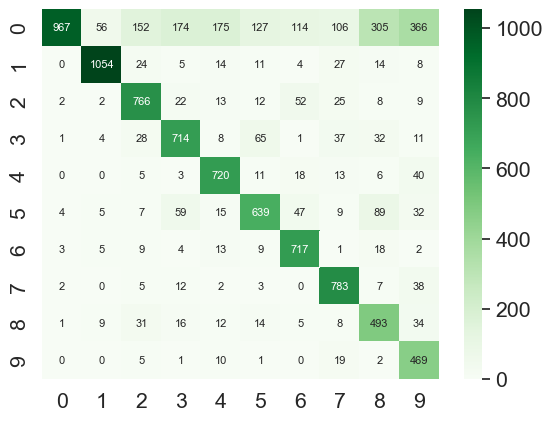 0 967 56 152 174 175 127 114 106 305 366
1 0 1054 24 5 14 11 4 27 14 8
2 2 2 766 22 13 12 52 25 8 9
3 1 4 28 714 8 65 1 37 32 11
4 0 0 5 3 720 11 18 13 6 40
5 4 5 7 59 15 639 47 9 89 32
6 3 5 9 4 13 9 717 1 18 2
7 2 0 5 12 2 3 0 783 7 38
8 1 9 31 16 12 14 5 8 493 34
9 0 0 5 1 10 1 0 19 2 469
0 1 2 3 4 5 6 7 8 9
1000
800
600
400
200
0